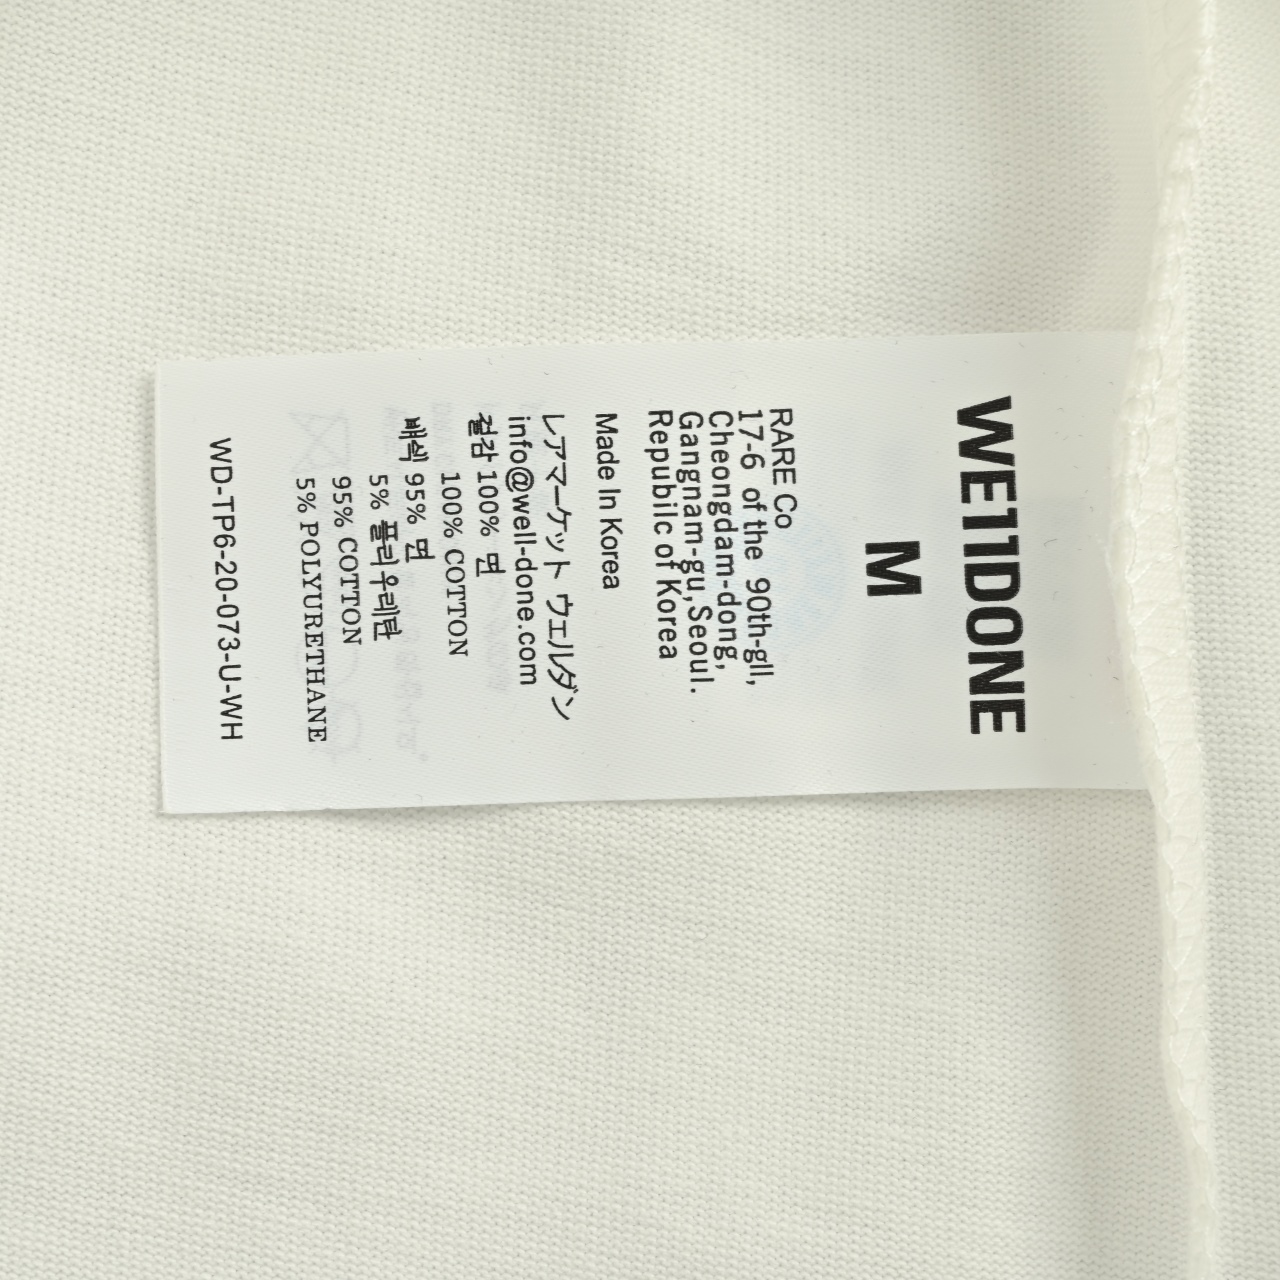 WE11DONE
M
RARE Co
17-6 of the 90th-gil,
Cheongdam-dong,
Gangnam-gu,Seoul.
Republic of Korea
Made In Korea
レアマーケット ウェルダン
info@well-done.com
겉감 100% 면
100% COTTON
배색 95% 면
5% 폴리우레탄
95% COTTON
5% POLYURETHANE
WD-TP6-20-073-U-WH